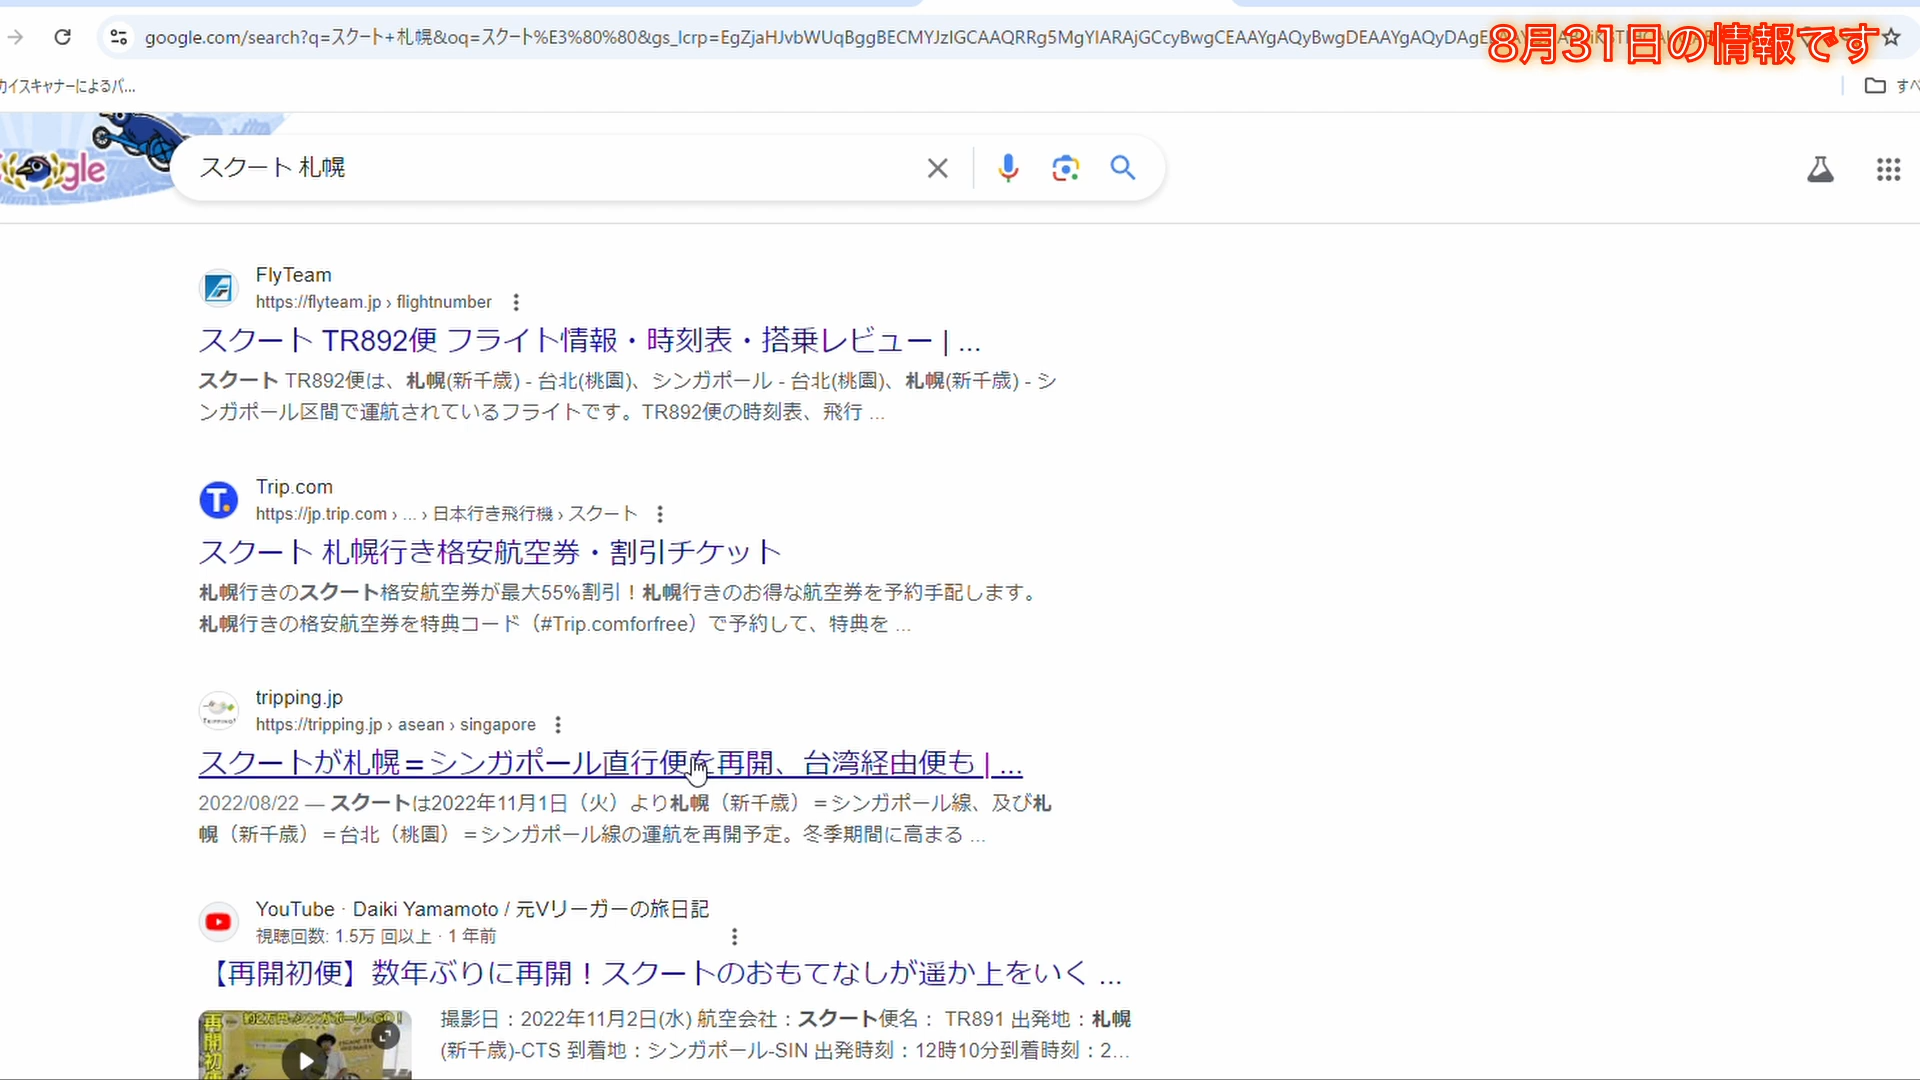 google.com/search?q=スクート+札幌&oq=スクート%E3%80%80&gs_lcrp=EgZjaHJvbWUqBggBECMYJzIGCAAQRRg5MgYIARAjGCcyBwgCEAAYgAQyBwgDEAAYgAQyDAgE
8月31日の情報です
カイスキャナーによるパ...
すべ
スクート 札幌
FlyTeam
https://flyteam.jp › flightnumber
スクート TR892便 フライト情報・時刻表・搭乗レビュー | ...
スクート TR892便は、札幌(新千歳) - 台北(桃園)、シンガポール - 台北(桃園)、札幌(新千歳) - シ
ンガポール区間で運航されているフライトです。TR892便の時刻表、飛行 ...
Trip.com
https://jp.trip.com › ... › 日本行き飛行機 › スクート
スクート 札幌行き格安航空券・割引チケット
札幌行きのスクート格安航空券が最大55%割引！札幌行きのお得な航空券を予約手配します。
札幌行きの格安航空券を特典コード（#Trip.comforfree）で予約して、特典を ...
tripping.jp
https://tripping.jp › asean › singapore
スクートが札幌＝シンガポール直行便を再開、台湾経由便も | ...
2022/08/22 — スクートは2022年11月1日（火）より札幌（新千歳）＝シンガポール線、及び札
幌（新千歳）＝台北（桃園）＝シンガポール線の運航を再開予定。冬季期間に高まる ...
YouTube · Daiki Yamamoto / 元Vリーガーの旅日記
視聴回数: 1.5万 回以上 · 1 年前
【再開初便】数年ぶりに再開！スクートのおもてなしが遥か上をいく ...
撮影日：2022年11月2日(水) 航空会社：スクート便名： TR891 出発地：札幌
(新千歳)-CTS 到着地：シンガポール-SIN 出発時刻：12時10分到着時刻：2...